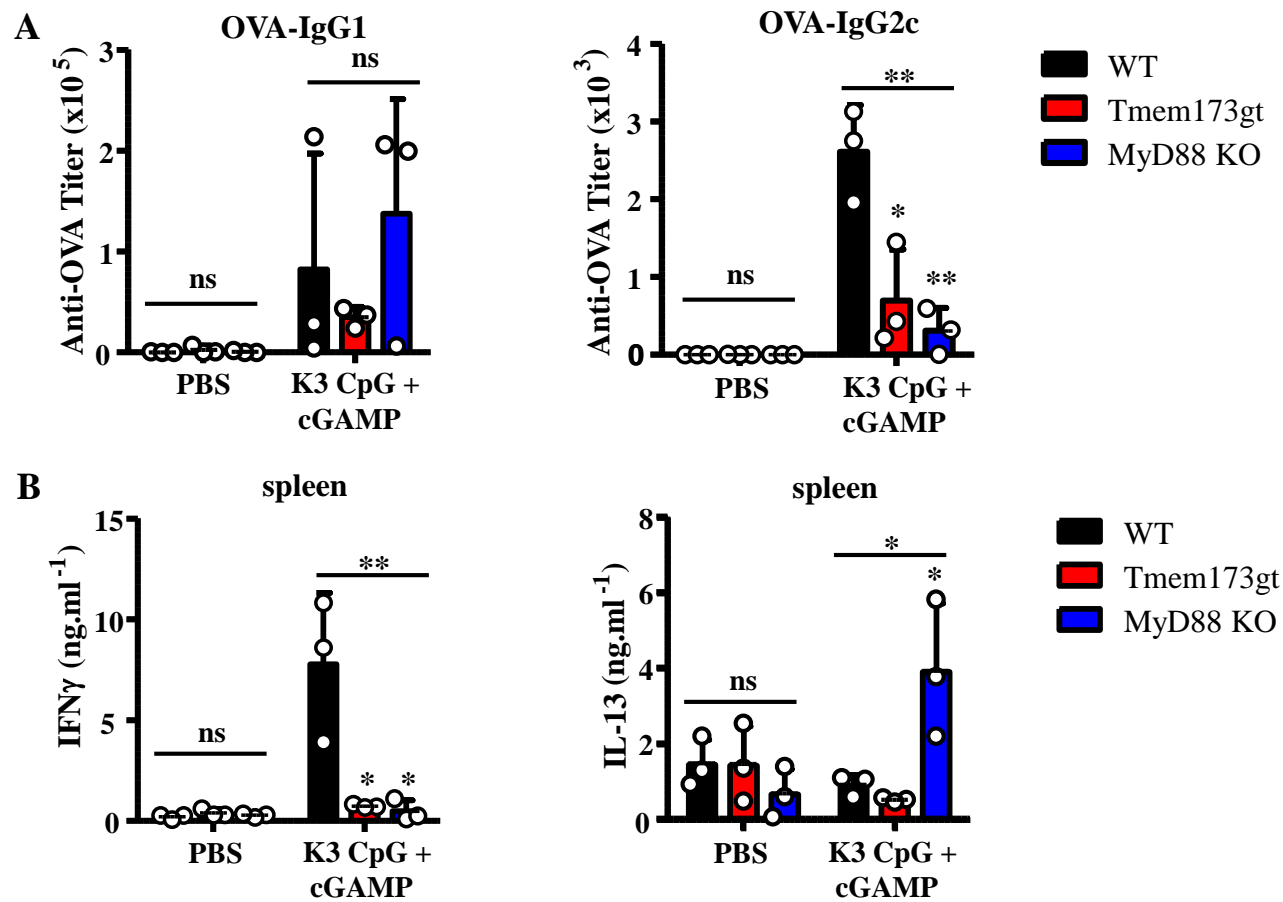 A
OVA-IgG1
Anti-OVA Titer (x10⁵)
3
2
1
0
ns
ns
PBS
K3 CpG +
cGAMP
OVA-IgG2c
Anti-OVA Titer (x10³)
4
3
2
1
0
ns
**
*
**
PBS
K3 CpG +
cGAMP
WT
Tmem173gt
MyD88 KO
B
spleen
IFNγ (ng.ml⁻¹)
15
10
5
0
ns
**
*
*
PBS
K3 CpG +
cGAMP
spleen
IL-13 (ng.ml⁻¹)
8
6
4
2
0
ns
*
*
PBS
K3 CpG +
cGAMP
WT
Tmem173gt
MyD88 KO